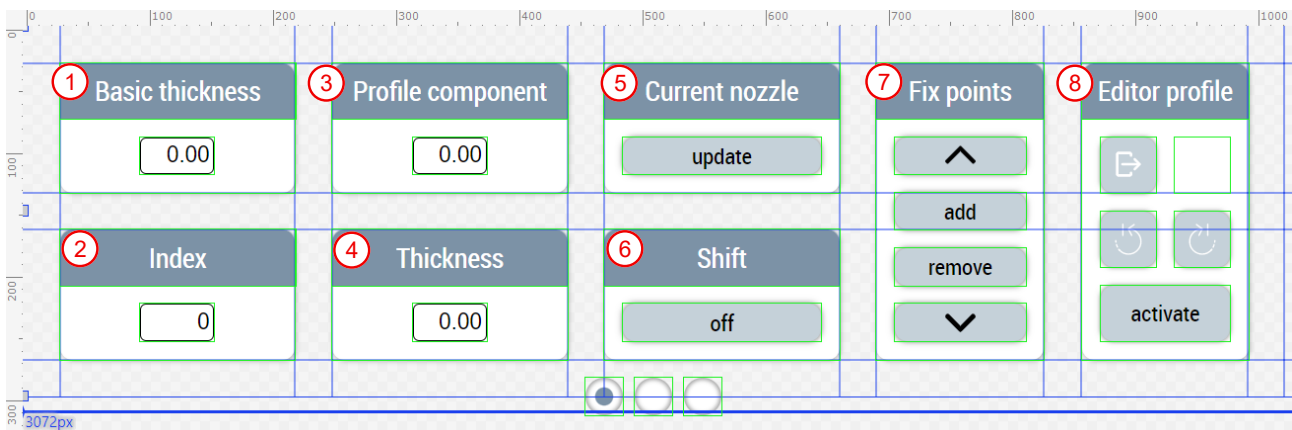 0 100 200 300 400 500 600 700 800 900 1000
0
100
200
300
1 Basic thickness
0.00
3 Profile component
0.00
5 Current nozzle
update
7 Fix points
add
remove
8 Editor profile
activate
2 Index
0
4 Thickness
0.00
6 Shift
off
3072px